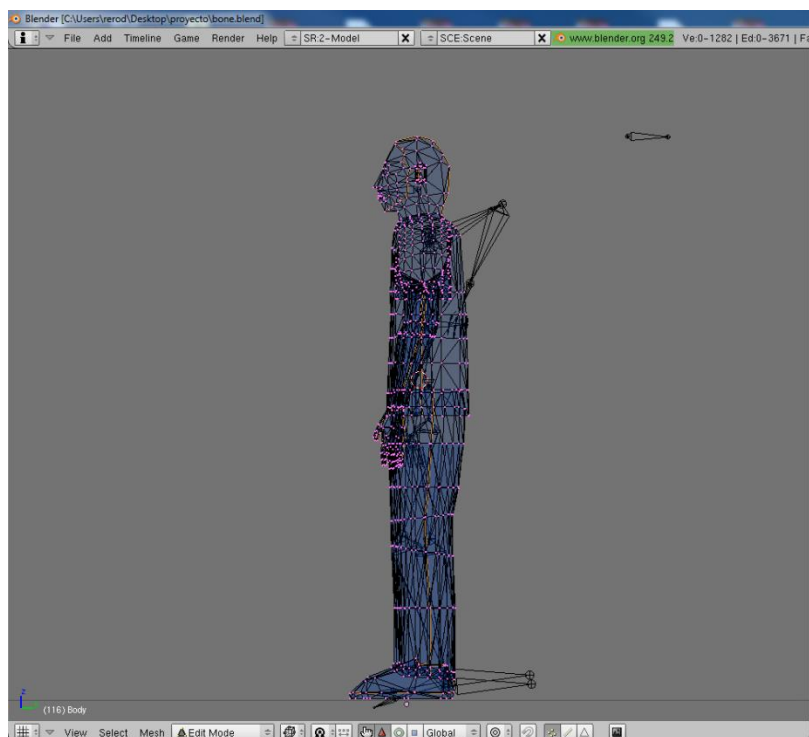 Blender [C:\Users\rerod\Desktop\proyecto\bone.blend]
File Add Timeline Game Render Help SR:2-Model X SCE:Scene X www.blender.org 249.2 Ve:0-1282 | Ed:0-3671 | Fa
z
(116) Body
View Select Mesh Edit Mode Global